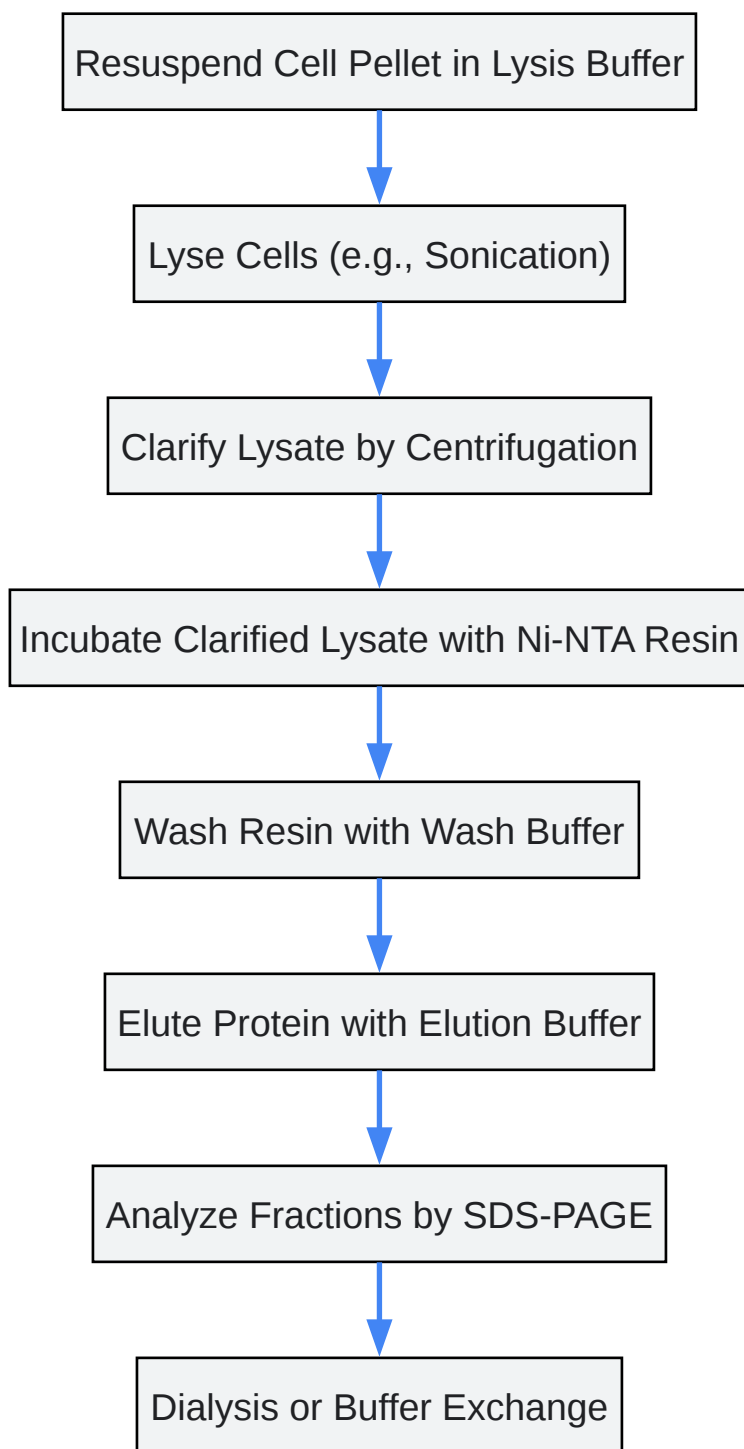 Resuspend Cell Pellet in Lysis Buffer
Lyse Cells (e.g., Sonication)
Clarify Lysate by Centrifugation
Incubate Clarified Lysate with Ni-NTA Resin
Wash Resin with Wash Buffer
Elute Protein with Elution Buffer
Analyze Fractions by SDS-PAGE
Dialysis or Buffer Exchange